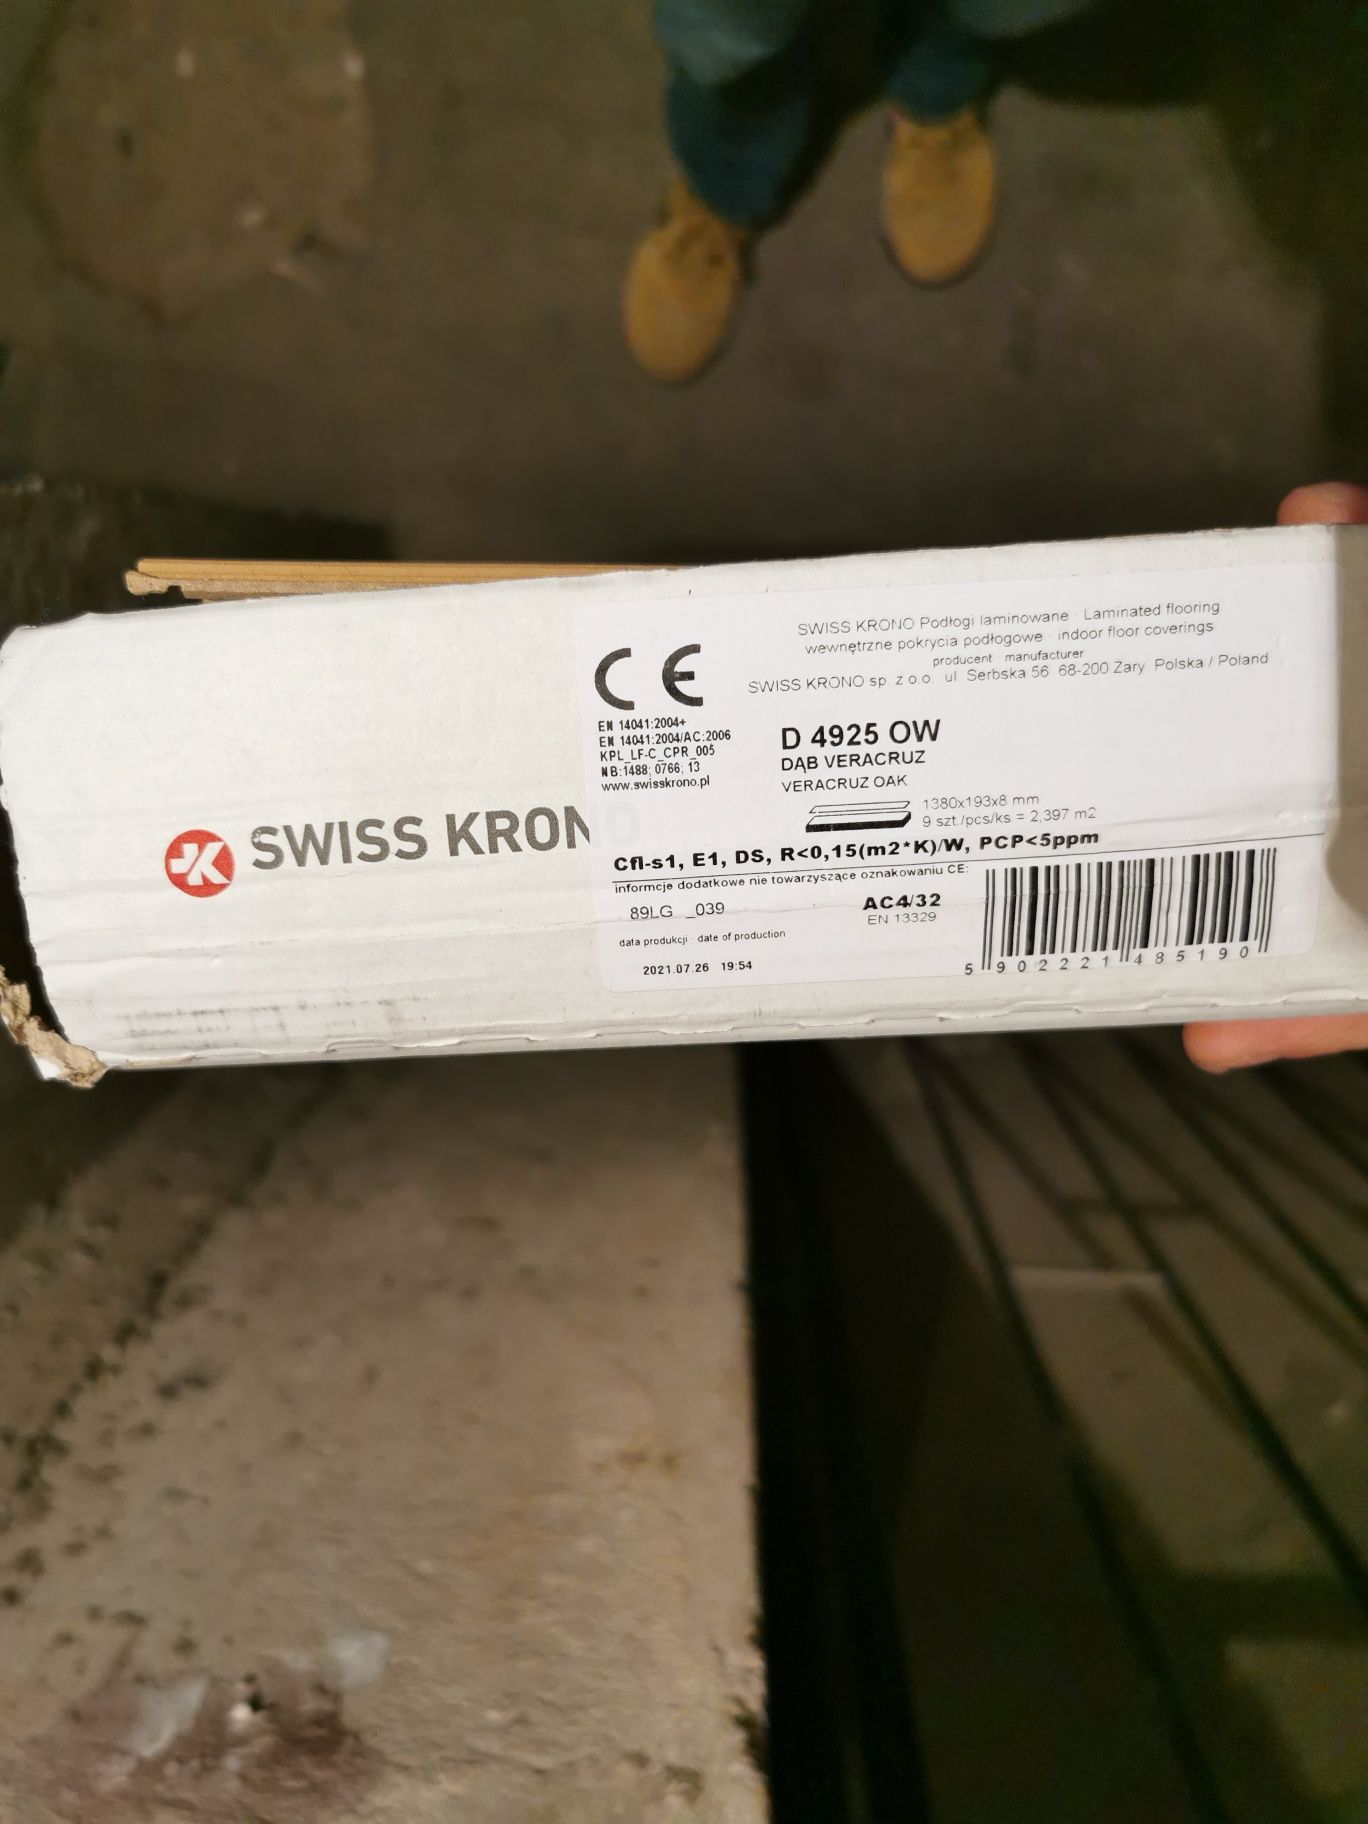 SWISS KRONO
SWISS KRONO Podłogi laminowane · Laminated flooring
wewnętrzne pokrycia podłogowe · indoor floor coverings
producent · manufacturer
SWISS KRONO sp. z o.o. ul. Serbska 56 68-200 Żary Polska / Poland
CE
EN 14041:2004+
EN 14041:2004/AC:2006
KPL_LF-C_CPR_005
NB:1488; 0766; 13
www.swisskrono.pl
D 4925 OW
DĄB VERACRUZ
VERACRUZ OAK
1380x193x8 mm
9 szt./pcs/ks = 2,397 m2
Cfl-s1, E1, DS, R<0,15(m2*K)/W, PCP<5ppm
informcje dodatkowe nie towarzyszące oznakowaniu CE:
89LG _039
AC4/32
EN 13329
data produkcji · date of production
2021.07.26 19:54
5 902221 485190